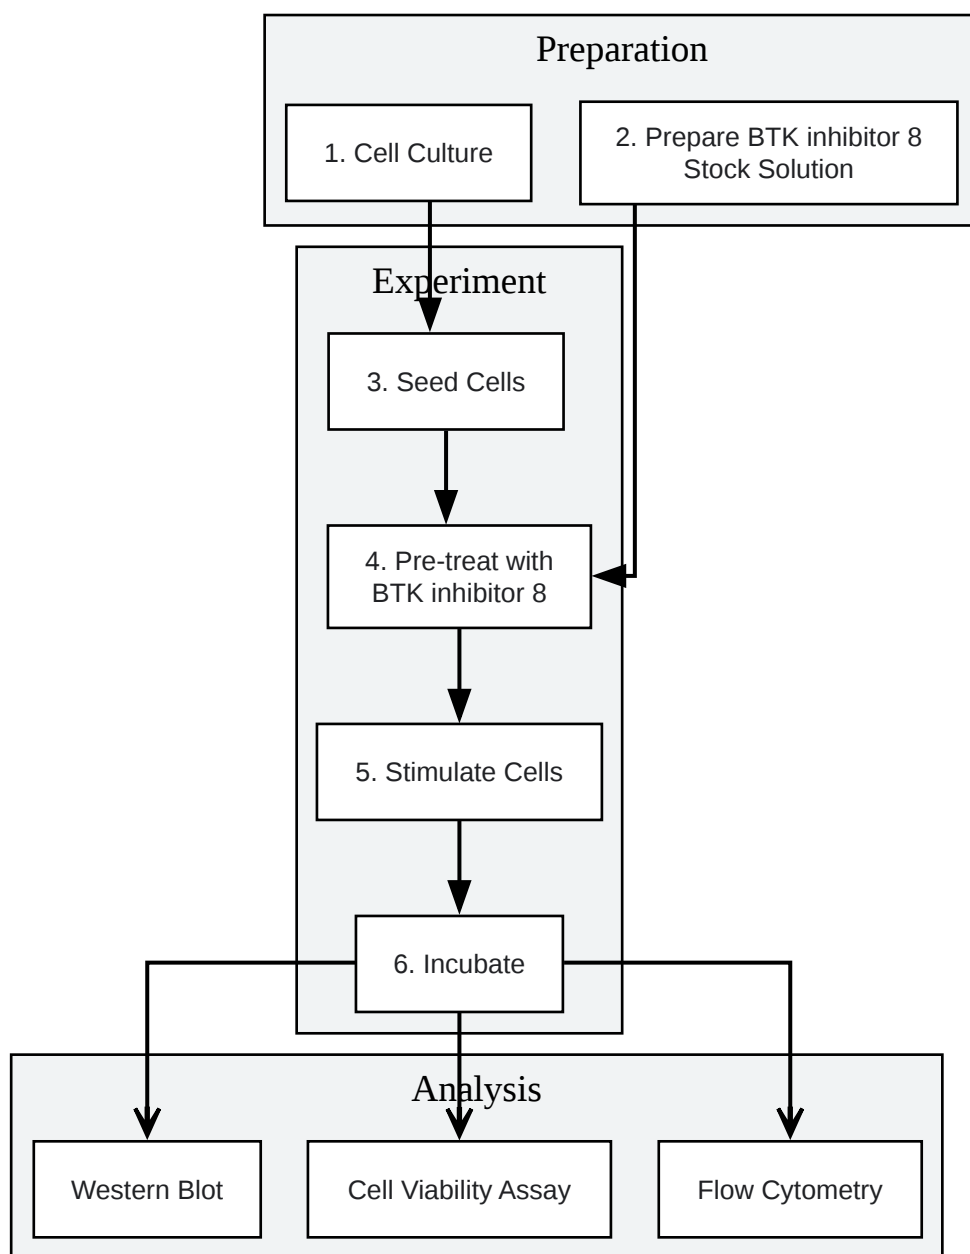 Preparation
1. Cell Culture
2. Prepare BTK inhibitor 8
Stock Solution
Experiment
3. Seed Cells
4. Pre-treat with
BTK inhibitor 8
5. Stimulate Cells
6. Incubate
Analysis
Western Blot
Cell Viability Assay
Flow Cytometry